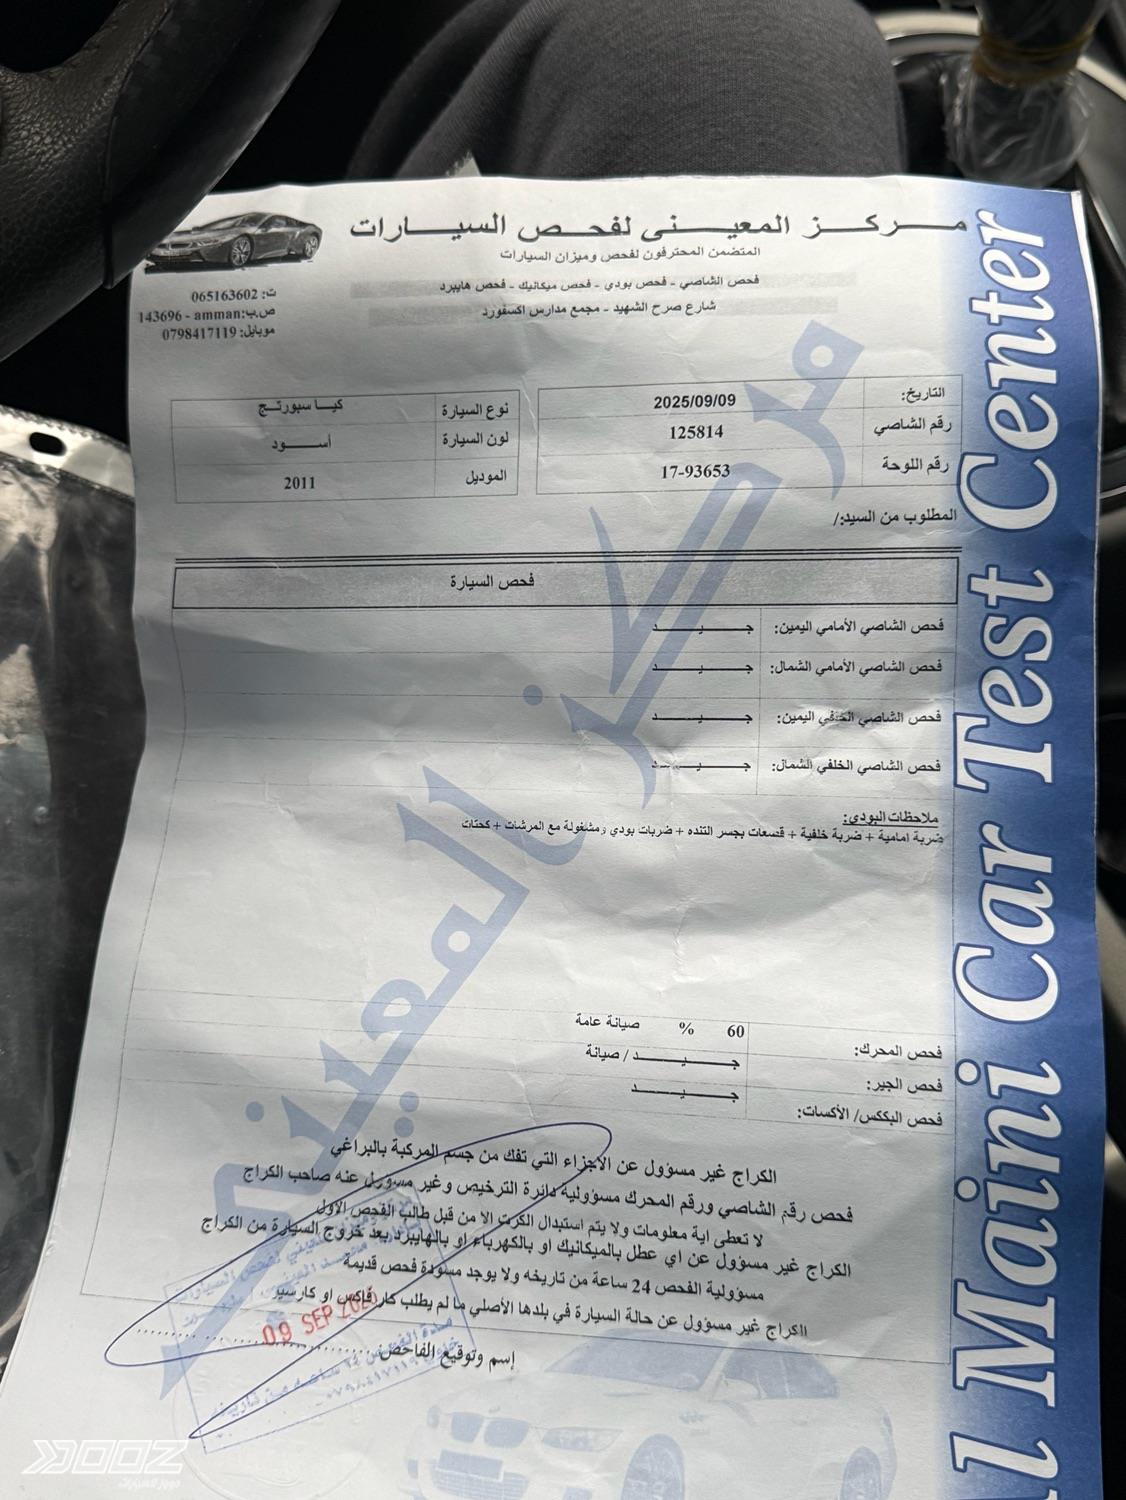 مركز المعيني لفحص السيارات
المتضمن المحترفون لفحص وميزان السيارات
فحص الشاصي - فحص بودي - فحص ميكانيك - فحص هايبرد
شارع صرح الشهيد - مجمع مدارس اكسفورد
ت: 065163602
ص.ب: amman - 143696
موبايل: 0798417119
التاريخ: 2025/09/09
رقم الشاصي 125814
رقم اللوحة 17-93653
نوع السيارة كيا سبورتج
لون السيارة أسود
الموديل 2011
المطلوب من السيد:/
فحص السيارة
فحص الشاصي الأمامي اليمين: جيد
فحص الشاصي الأمامي الشمال: جيد
فحص الشاصي الخلفي اليمين: جيد
فحص الشاصي الخلفي الشمال: جيد
ملاحظات البودي:
ضربة امامية + ضربة خلفية + قسعات بجسر التنده + ضربات بودي ومشغولة مع المرشات + كحتات
فحص المحرك: 60 % صيانة عامة
فحص الجير: جيد / صيانة
فحص البكس/ الأكسات: جيد
الكراج غير مسؤول عن الأجزاء التي تفك من جسم المركبة بالبراغي
فحص رقم الشاصي ورقم المحرك مسؤولية دائرة الترخيص وغير مسؤول عنه صاحب الكراج
لا تعطى اية معلومات ولا يتم استبدال الكرت الا من قبل طالب الفحص الاول
الكراج غير مسؤول عن اي عطل بالميكانيك او بالكهرباء او بالهايبرد بعد خروج السيارة من الكراج
مسؤولية الفحص 24 ساعة من تاريخه ولا يوجد مسودة فحص قديمة
الكراج غير مسؤول عن حالة السيارة في بلدها الأصلي ما لم يطلب كار فاكس او كارسير
إسم وتوقيع الفاحص:
09 SEP 2025
مركز المعيني
Al Maini Car Test Center
DOOZ